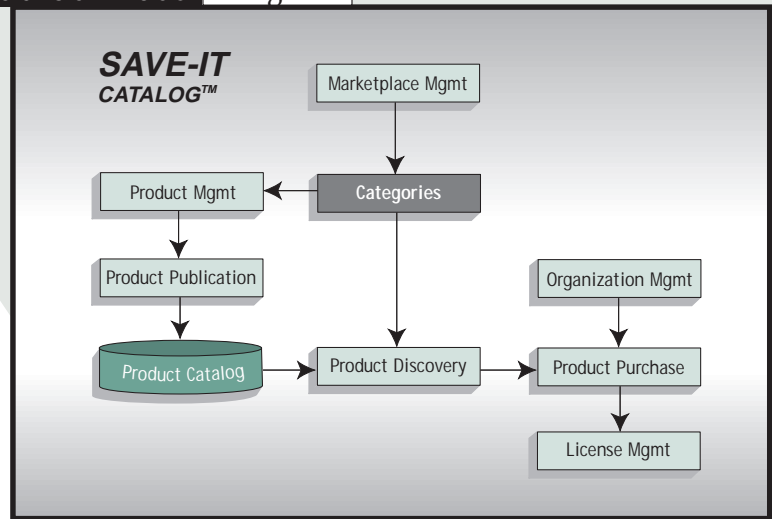 SAVE-IT
CATALOG™
Marketplace Mgmt
Product Mgmt
Categories
Product Publication
Organization Mgmt
Product Catalog
Product Discovery
Product Purchase
License Mgmt